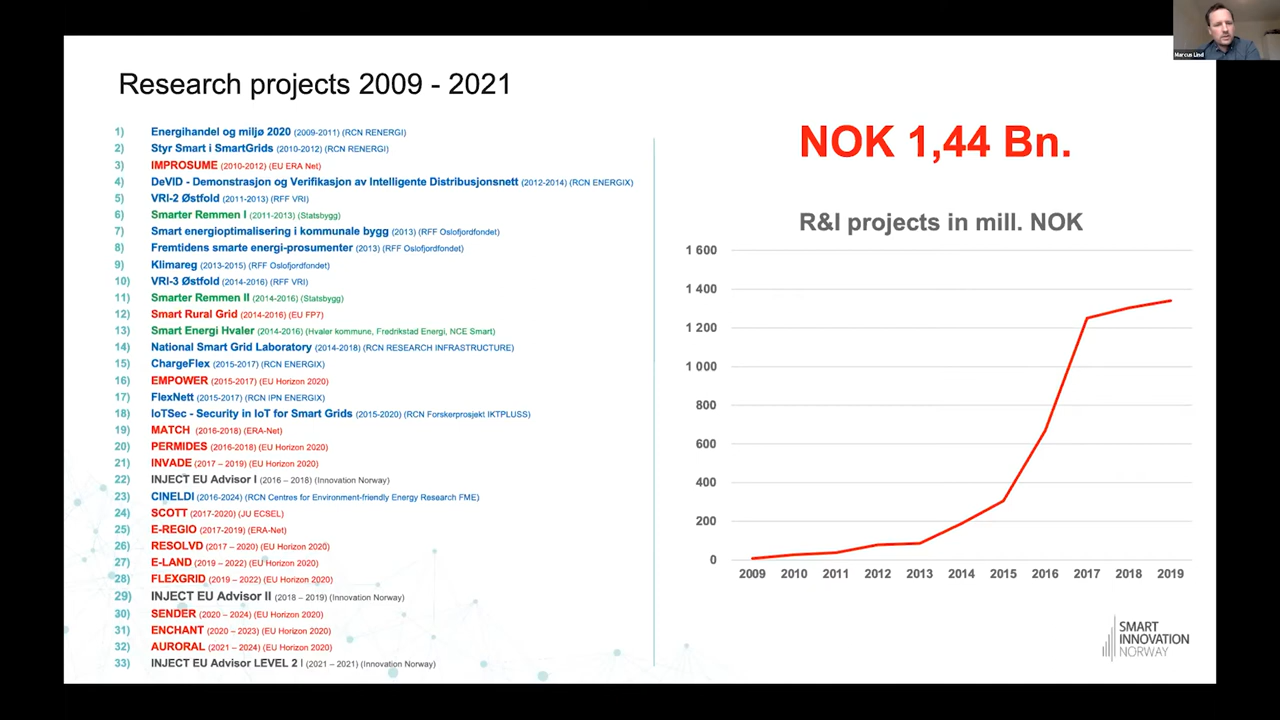 Marcus Lind
Research projects 2009 - 2021
1) Energihandel og miljø 2020 (2009-2011) (RCN RENERGI)
2) Styr Smart i SmartGrids (2010-2012) (RCN RENERGI)
3) IMPROSUME (2010-2012) (EU ERA Net)
4) DeVID - Demonstrasjon og Verifikasjon av Intelligente Distribusjonsnett (2012-2014) (RCN ENERGIX)
5) VRI-2 Østfold (2011-2013) (RFF VRI)
6) Smarter Remmen I (2011-2013) (Statsbygg)
7) Smart energioptimalisering i kommunale bygg (2013) (RFF Oslofjordfondet)
8) Fremtidens smarte energi-prosumenter (2013) (RFF Oslofjordfondet)
9) Klimareg (2013-2015) (RFF Oslofjordfondet)
10) VRI-3 Østfold (2014-2016) (RFF VRI)
11) Smarter Remmen II (2014-2016) (Statsbygg)
12) Smart Rural Grid (2014-2016) (EU FP7)
13) Smart Energi Hvaler (2014-2016) (Hvaler kommune, Fredrikstad Energi, NCE Smart)
14) National Smart Grid Laboratory (2014-2018) (RCN RESEARCH INFRASTRUCTURE)
15) ChargeFlex (2015-2017) (RCN ENERGIX)
16) EMPOWER (2015-2017) (EU Horizon 2020)
17) FlexNett (2015-2017) (RCN IPN ENERGIX)
18) IoTSec - Security in IoT for Smart Grids (2015-2020) (RCN Forskerprosjekt IKTPLUSS)
19) MATCH (2016-2018) (ERA-Net)
20) PERMIDES (2016-2018) (EU Horizon 2020)
21) INVADE (2017 – 2019) (EU Horizon 2020)
22) INJECT EU Advisor I (2016 – 2018) (Innovation Norway)
23) CINELDI (2016-2024) (RCN Centres for Environment-friendly Energy Research FME)
24) SCOTT (2017-2020) (JU ECSEL)
25) E-REGIO (2017-2019) (ERA-Net)
26) RESOLVD (2017 – 2020) (EU Horizon 2020)
27) E-LAND (2019 – 2022) (EU Horizon 2020)
28) FLEXGRID (2019 – 2022) (EU Horizon 2020)
29) INJECT EU Advisor II (2018 – 2019) (Innovation Norway)
30) SENDER (2020 – 2024) (EU Horizon 2020)
31) ENCHANT (2020 – 2023) (EU Horizon 2020)
32) AURORAL (2021 – 2024) (EU Horizon 2020)
33) INJECT EU Advisor LEVEL 2 I (2021 – 2021) (Innovation Norway)
NOK 1,44 Bn.
R&I projects in mill. NOK
1 600
1 400
1 200
1 000
800
600
400
200
0
2009 2010 2011 2012 2013 2014 2015 2016 2017 2018 2019
SMART
INNOVATION
NORWAY